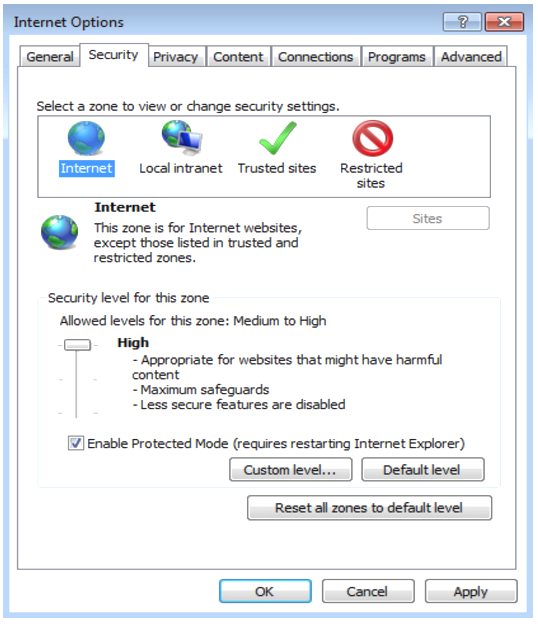 Internet Options
?
General Security Privacy Content Connections Programs Advanced
Select a zone to view or change security settings.
Internet Local intranet Trusted sites Restricted
sites
Internet
Sites
This zone is for Internet websites,
except those listed in trusted and
restricted zones.
Security level for this zone
Allowed levels for this zone: Medium to High
High
- Appropriate for websites that might have harmful
content
- Maximum safeguards
- Less secure features are disabled
Enable Protected Mode (requires restarting Internet Explorer)
Custom level... Default level
Reset all zones to default level
OK Cancel Apply